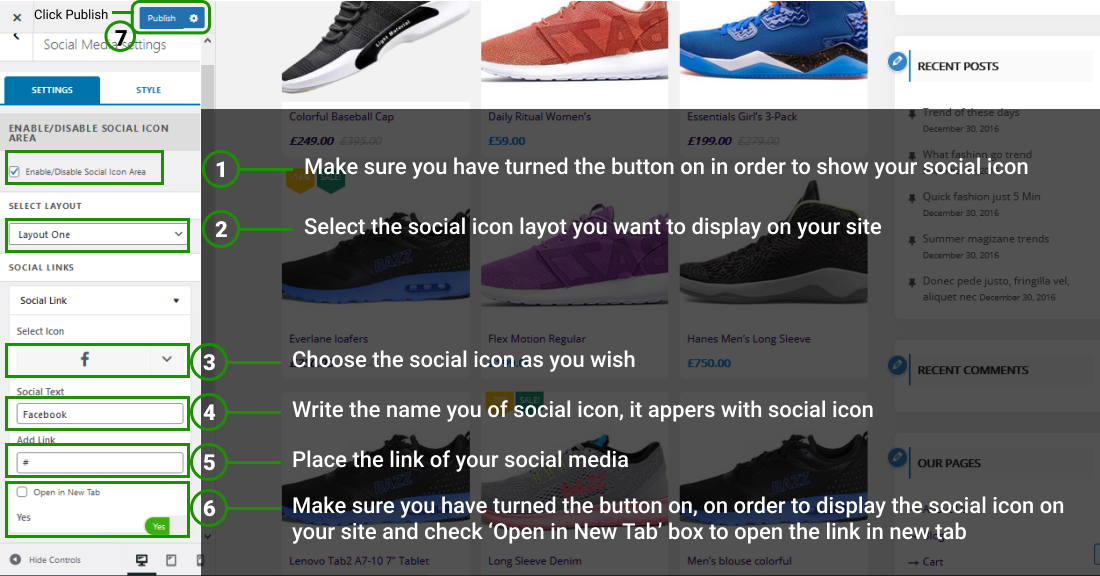 Click Publish
Publish
7
Social Media settings
SETTINGS
STYLE
ENABLE/DISABLE SOCIAL ICON
AREA
Enable/Disable Social Icon Area
SELECT LAYOUT
Layout One
SOCIAL LINKS
Social Link
Select Icon
Social Text
Facebook
Add Link
#
Open in New Tab
Yes
Yes
Hide Controls
1
Make sure you have turned the button on in order to show your social icon
2
Select the social icon layot you want to display on your site
3
Choose the social icon as you wish
4
Write the name you of social icon, it appers with social icon
5
Place the link of your social media
6
Make sure you have turned the button on, on order to display the social icon on
your site and check ‘Open in New Tab’ box to open the link in new tab
Colorful Baseball Cap
£249.00 £395.00
Daily Ritual Women's
£59.00
Essentials Girl's 3-Pack
£199.00 £279.00
SALE!
Everlane loafers
Flex Motion Regular
Hanes Men's Long Sleeve
£750.00
SALE!
Lenovo Tab2 A7-10 7" Tablet
Long Sleeve Denim
Men's blouse colorful
RECENT POSTS
Trend of these days
December 30, 2016
What fashion go trend
December 30, 2016
Quick fashion just 5 Min
December 30, 2016
Summer magizane trends
December 30, 2016
Donec pede justo, fringilla vel,
aliquet nec December 30, 2016
RECENT COMMENTS
OUR PAGES
→ Cart